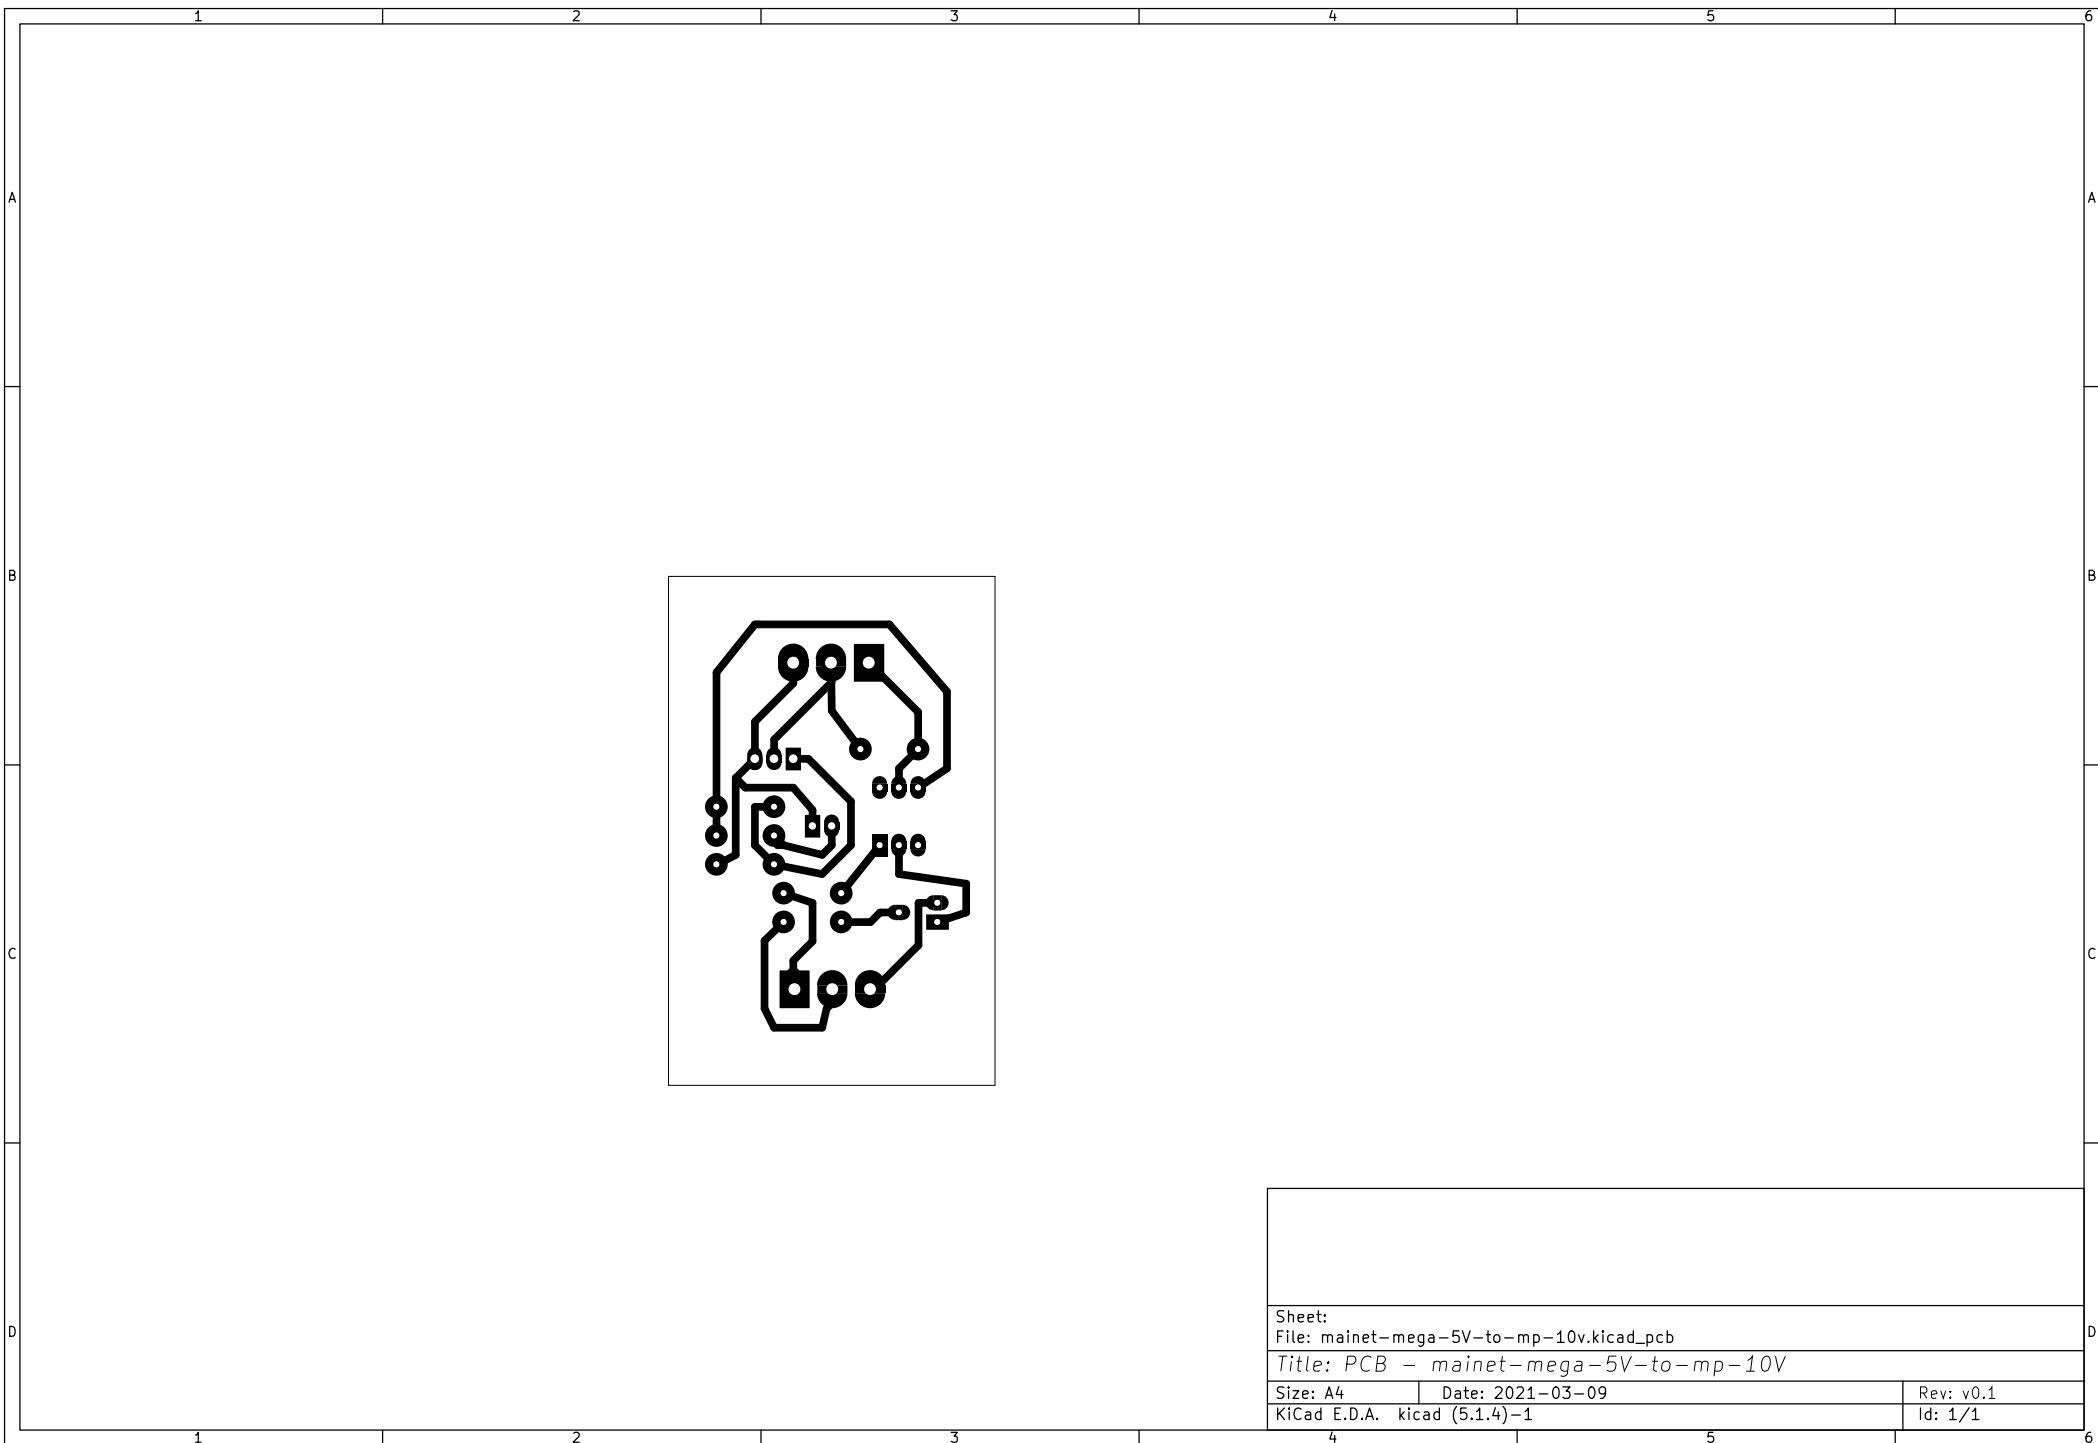 1 2 3 4 5 6
A A
B B
C C
D D
Sheet:
File: mainet-mega-5V-to-mp-10v.kicad_pcb
Title: PCB - mainet-mega-5V-to-mp-10V
Size: A4 Date: 2021-03-09 Rev: v0.1
KiCad E.D.A. kicad (5.1.4)-1 Id: 1/1
1 2 3 4 5 6